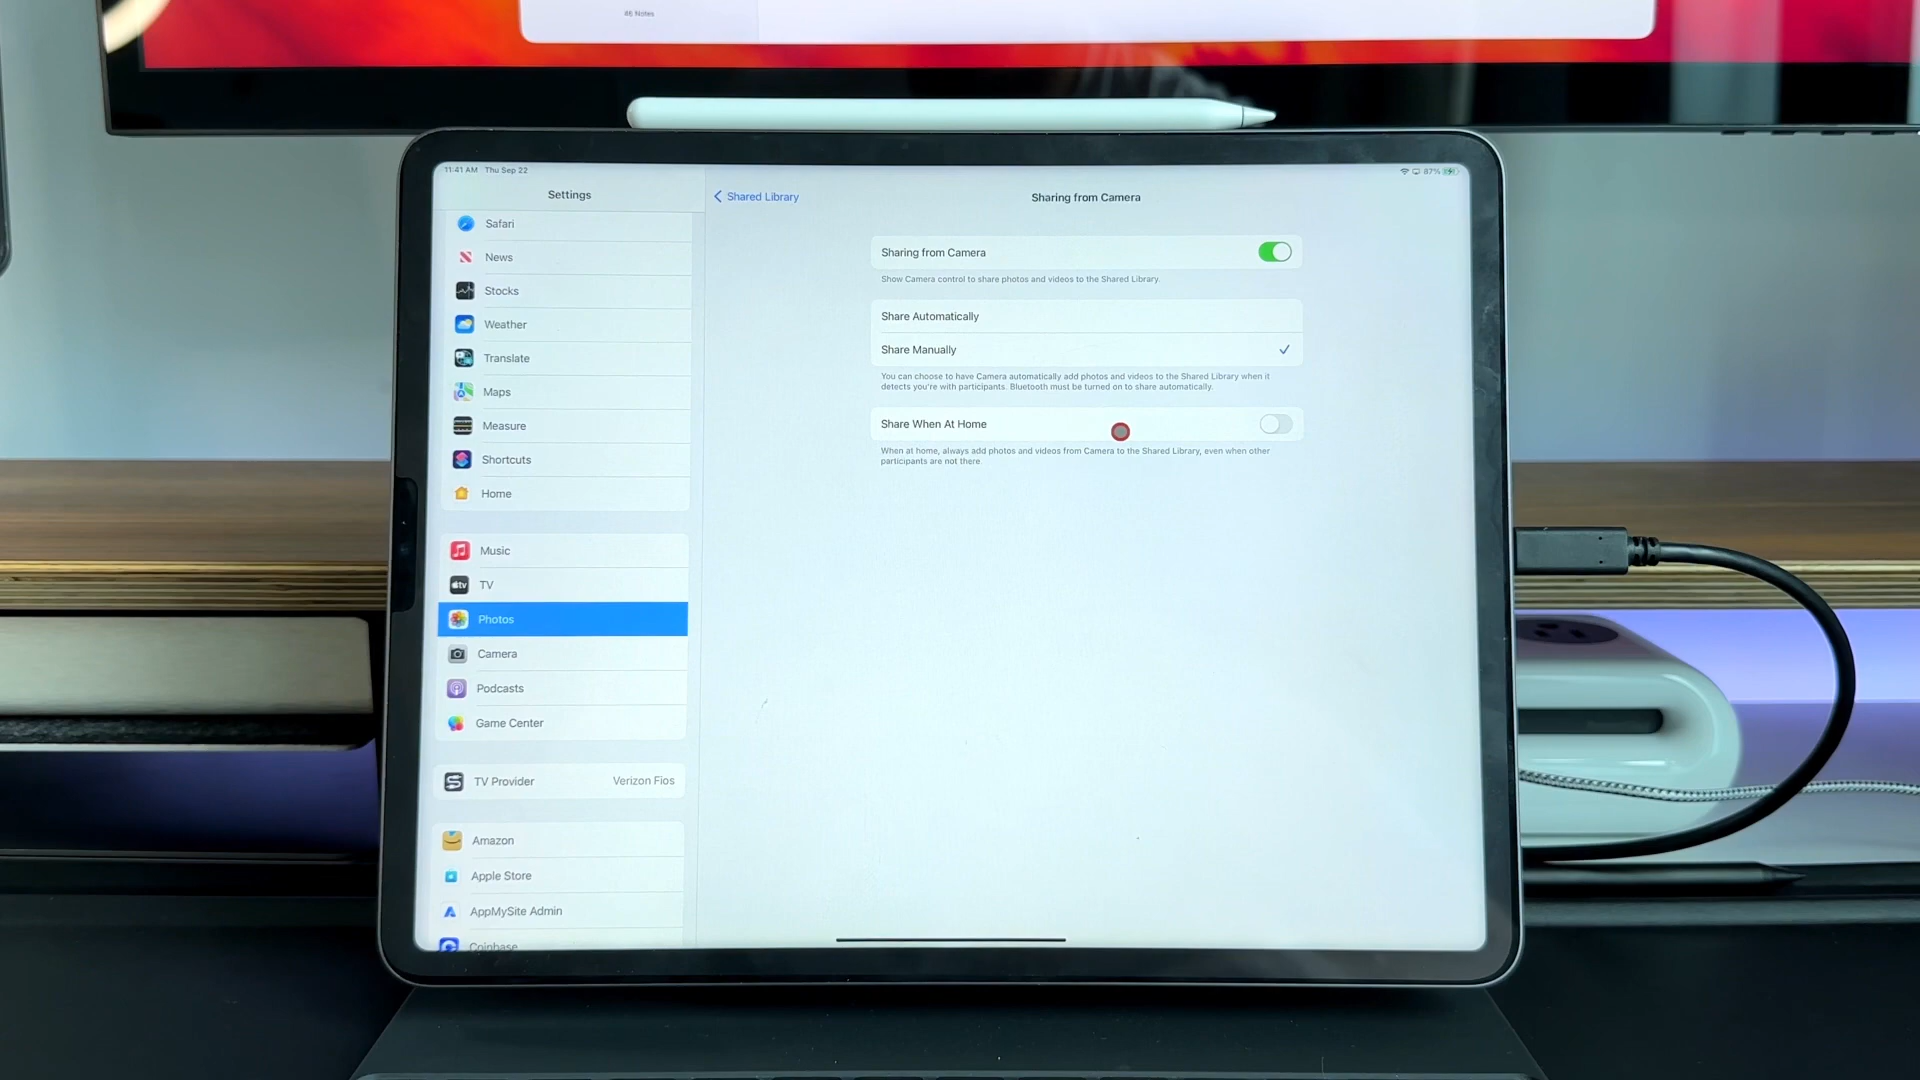 86 Notes
11:41 AM Thu Sep 22
87%
Settings
Safari
News
Stocks
Weather
Translate
Maps
Measure
Shortcuts
Home
Music
tv TV
Photos
Camera
Podcasts
Game Center
TV Provider Verizon Fios
Amazon
Apple Store
AppMySite Admin
Coinbase
Shared Library
Sharing from Camera
Sharing from Camera
Show Camera control to share photos and videos to the Shared Library.
Share Automatically
Share Manually
You can choose to have Camera automatically add photos and videos to the Shared Library when it
detects you're with participants. Bluetooth must be turned on to share automatically.
Share When At Home
When at home, always add photos and videos from Camera to the Shared Library, even when other
participants are not there.